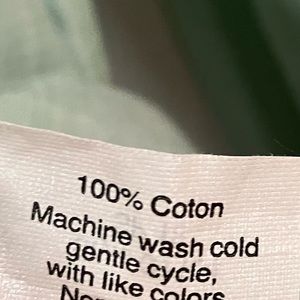 100% Coton
Machine wash cold
gentle cycle,
with like colors